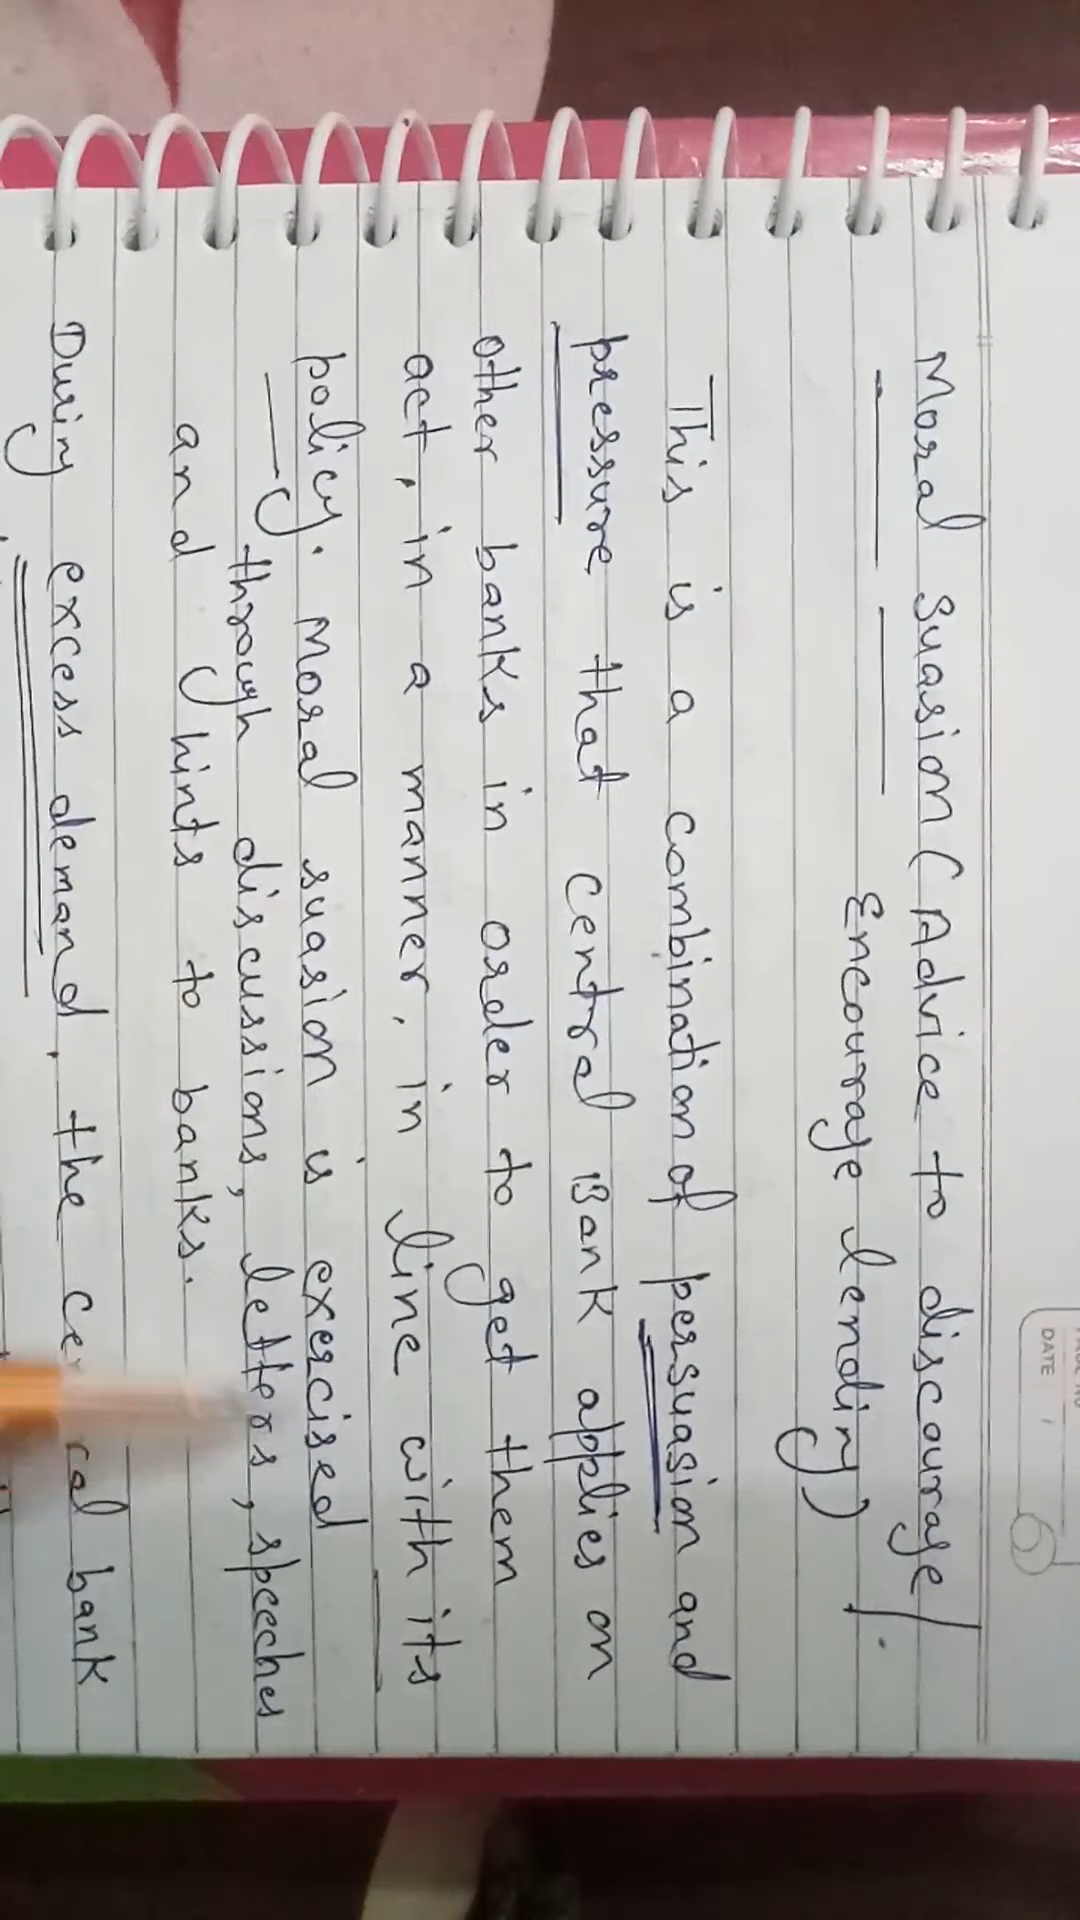 DATE
Moral Suasion (Advice to discourage/
Encourage lending)
This is a combination of persuasion and
pressure that Central Bank applies on
other banks in order to get them
act, in a manner, in line with its
policy. Moral suasion is exercised
through discussions, letters, speeches
and hints to banks.
During excess demand, the bank